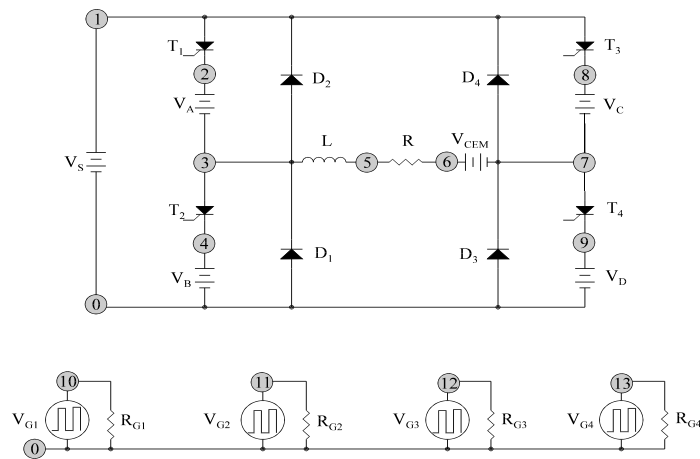 1
T1
T3
2
8
D2
D4
VA
VC
L
R
VCEM
VS
3
5
6
7
T2
T4
4
9
VB
D1
D3
VD
0
10
11
12
13
VG1
RG1
VG2
RG2
VG3
RG3
VG4
RG4
0